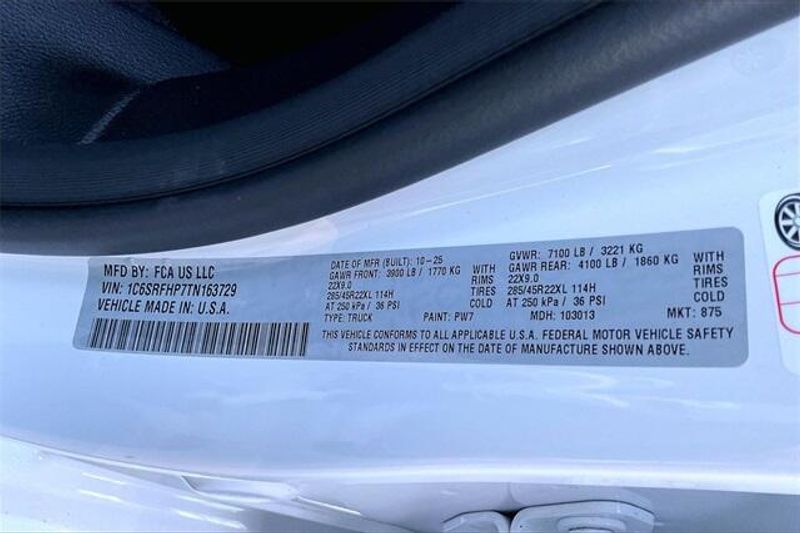 MFD BY: FCA US LLC
VIN: 1C6SRFHP7TN163729
VEHICLE MADE IN: U.S.A.
DATE OF MFR (BUILT): 10-25
GAWR FRONT: 3900 LB / 1770 KG WITH
22X9.0 RIMS
285/45R22XL 114H TIRES
AT 250 kPa / 36 PSI COLD
TYPE: TRUCK PAINT: PW7
GVWR: 7100 LB / 3221 KG
GAWR REAR: 4100 LB / 1860 KG WITH
22X9.0 RIMS
285/45R22XL 114H TIRES
AT 250 kPa / 36 PSI COLD
MDH: 103013 MKT: 875
THIS VEHICLE CONFORMS TO ALL APPLICABLE U.S.A. FEDERAL MOTOR VEHICLE SAFETY
STANDARDS IN EFFECT ON THE DATE OF MANUFACTURE SHOWN ABOVE.